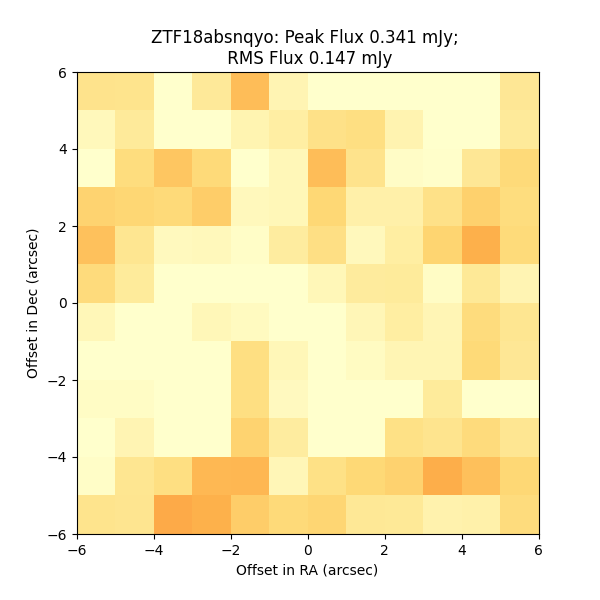 ZTF18absnqyo: Peak Flux 0.341 mJy;
RMS Flux 0.147 mJy
6
4
2
0
−2
−4
−6
Offset in Dec (arcsec)
−6 −4 −2 0 2 4 6
Offset in RA (arcsec)